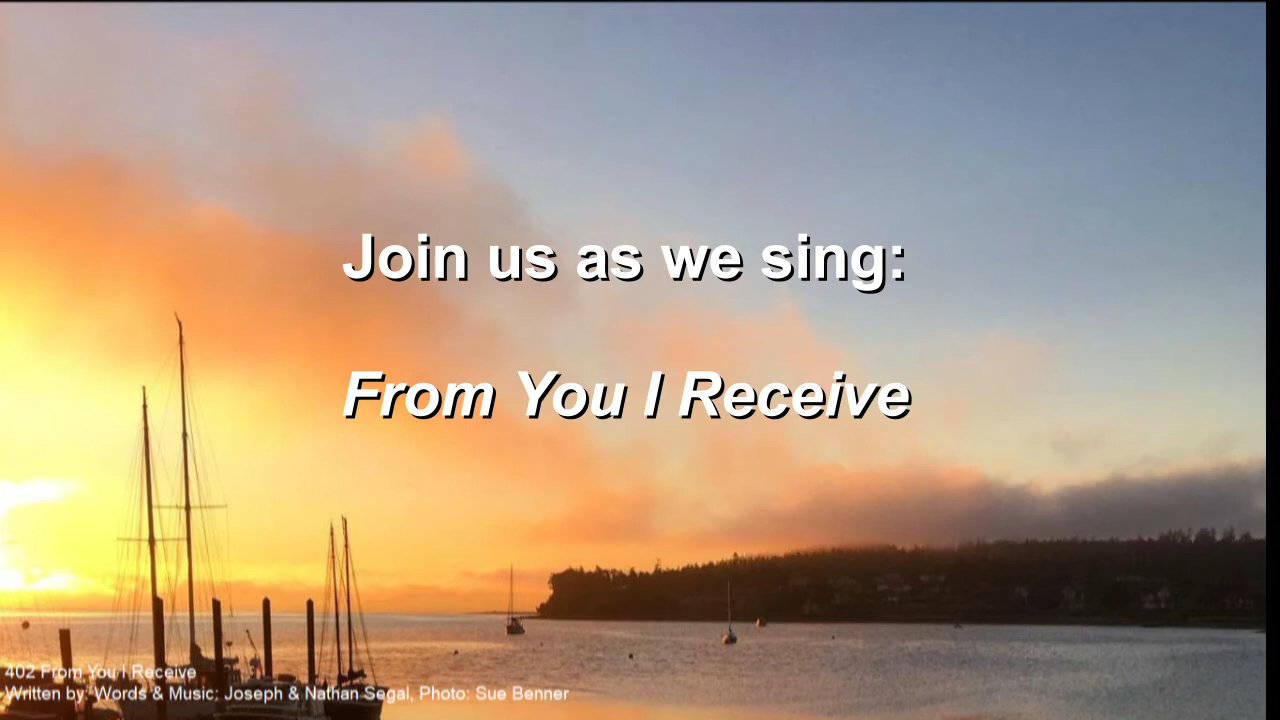 Join us as we sing:
From You I Receive
402 From You I Receive
Written by: Words & Music: Joseph & Nathan Segal, Photo: Sue Benner